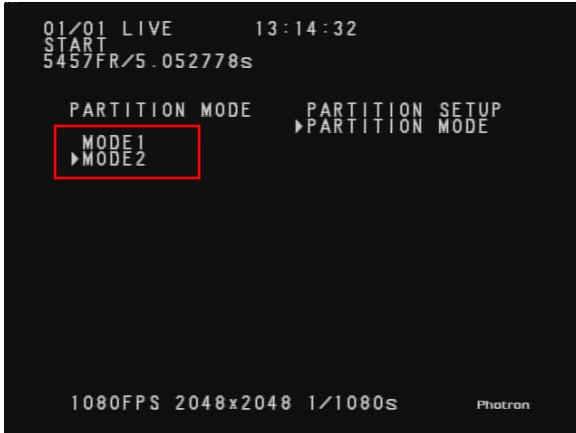 01/01 LIVE 13:14:32
START
5457FR/5.052778s
PARTITION MODE PARTITION SETUP
▶PARTITION MODE
MODE1
▶MODE2
1080FPS 2048x2048 1/1080s Photron